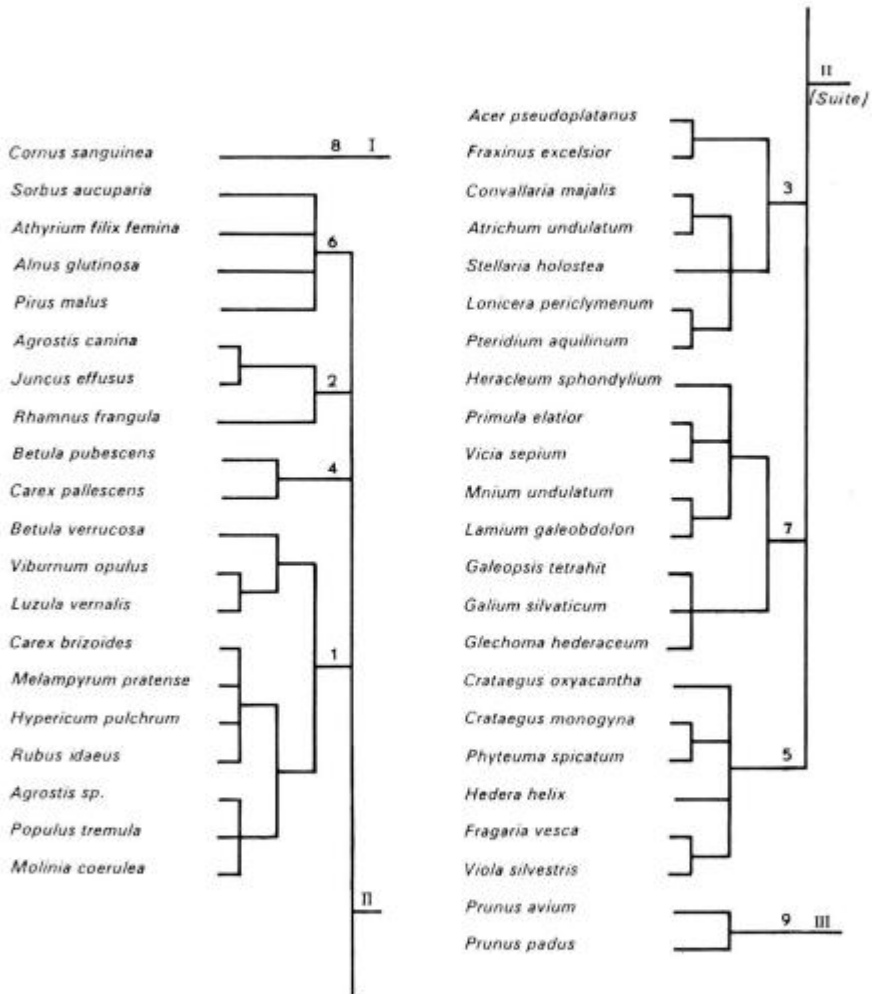 Cornus sanguinea
8 I
Sorbus aucuparia
Athyrium filix femina
6
Alnus glutinosa
Pirus malus
Agrostis canina
Juncus effusus
2
Rhamnus frangula
Betula pubescens
4
Carex pallescens
Betula verrucosa
Viburnum opulus
Luzula vernalis
Carex brizoides
1
Melampyrum pratense
Hypericum pulchrum
Rubus idaeus
Agrostis sp.
Populus tremula
Molinia coerulea
II
II
(Suite)
Acer pseudoplatanus
Fraxinus excelsior
Convallaria majalis
3
Atrichum undulatum
Stellaria holostea
Lonicera periclymenum
Pteridium aquilinum
Heracleum sphondylium
Primula elatior
Vicia sepium
Mnium undulatum
Lamium galeobdolon
7
Galeopsis tetrahit
Galium silvaticum
Glechoma hederaceum
Crataegus oxyacantha
Crataegus monogyna
Phyteuma spicatum
5
Hedera helix
Fragaria vesca
Viola silvestris
Prunus avium
9 III
Prunus padus